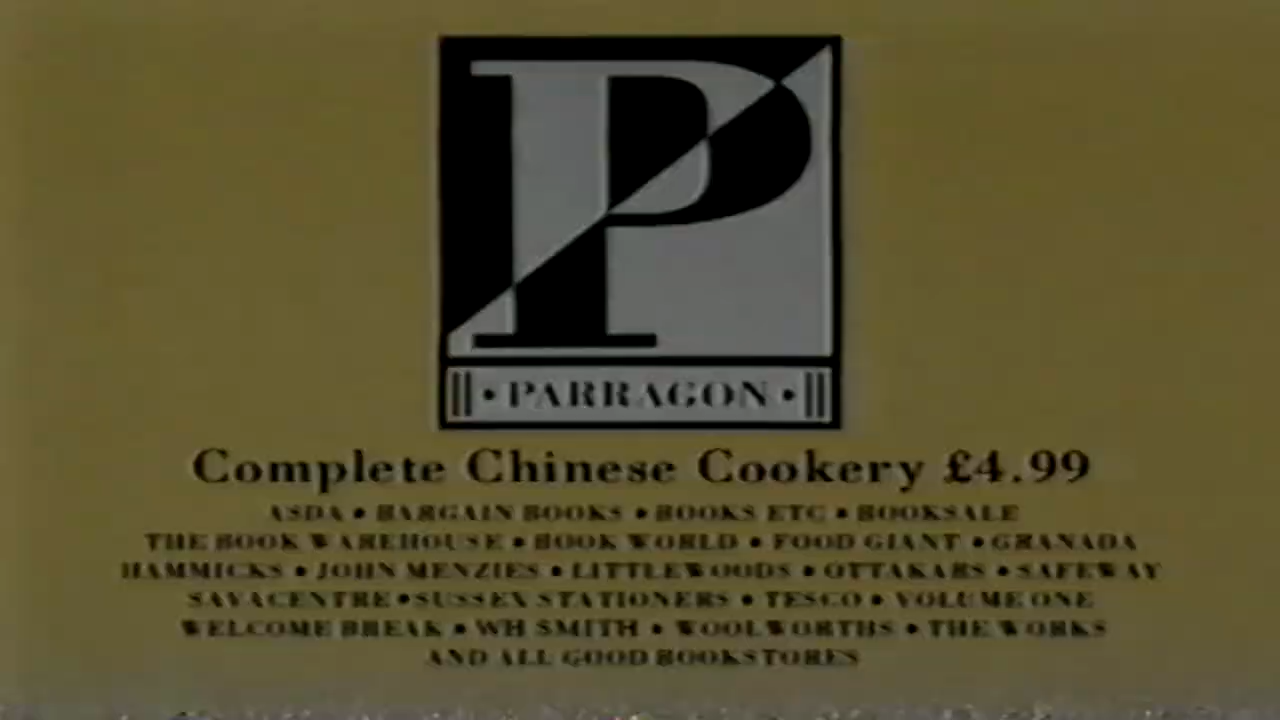 P
• PARRAGON •
Complete Chinese Cookery £4.99
ASDA • BARGAIN BOOKS • BOOKS ETC • BOOKSALE
THE BOOK WAREHOUSE • BOOK WORLD • FOOD GIANT • GRANADA
HAMMICKS • JOHN MENZIES • LITTLEWOODS • OTTAKARS • SAFEWAY
SAVACENTRE • SUSSEX STATIONERS • TESCO • VOLUME ONE
WELCOME BREAK • WH SMITH • WOOLWORTHS • THE WORKS
AND ALL GOOD BOOKSTORES